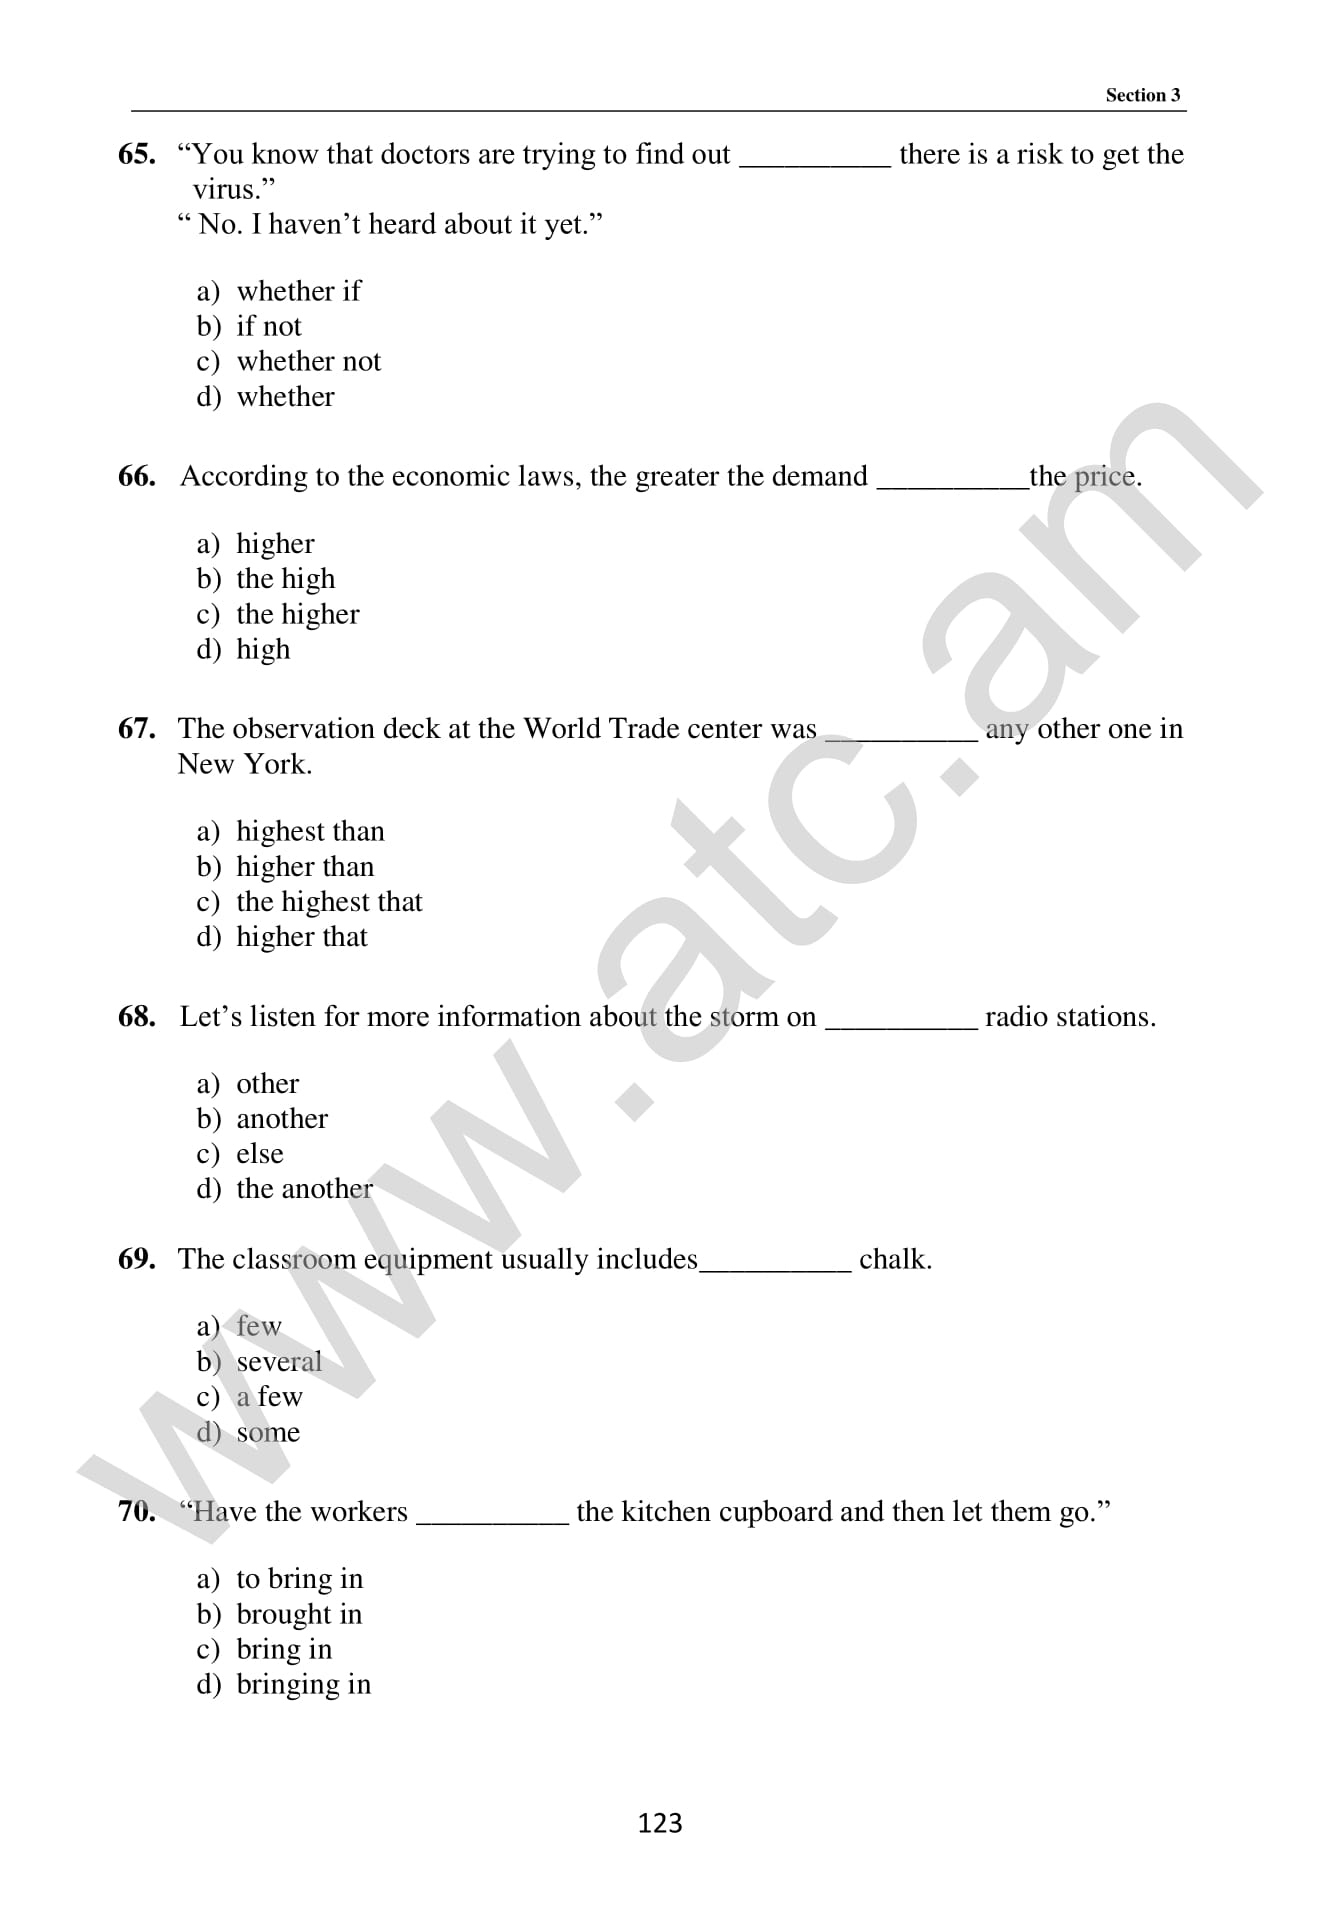 Section 3
65. “You know that doctors are trying to find out __________ there is a risk to get the
virus.”
“ No. I haven’t heard about it yet.”
a) whether if
b) if not
c) whether not
d) whether
66. According to the economic laws, the greater the demand __________the price.
a) higher
b) the high
c) the higher
d) high
67. The observation deck at the World Trade center was __________ any other one in
New York.
a) highest than
b) higher than
c) the highest that
d) higher that
68. Let’s listen for more information about the storm on __________ radio stations.
a) other
b) another
c) else
d) the another
69. The classroom equipment usually includes__________ chalk.
a) few
b) several
c) a few
d) some
70. “Have the workers __________ the kitchen cupboard and then let them go.”
a) to bring in
b) brought in
c) bring in
d) bringing in
123
www.atc.am